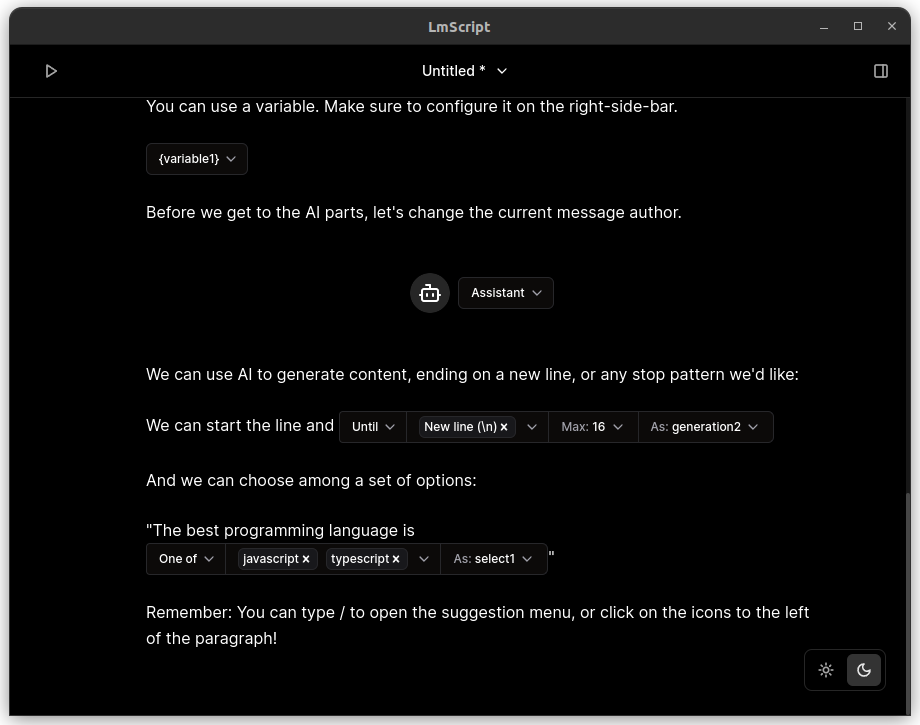 LmScript
Untitled *
You can use a variable. Make sure to configure it on the right-side-bar.
{variable1}
Before we get to the AI parts, let's change the current message author.
Assistant
We can use AI to generate content, ending on a new line, or any stop pattern we'd like:
We can start the line and Until New line (\n) × Max: 16 As: generation2
And we can choose among a set of options:
"The best programming language is
One of javascript × typescript × As: select1 "
Remember: You can type / to open the suggestion menu, or click on the icons to the left
of the paragraph!